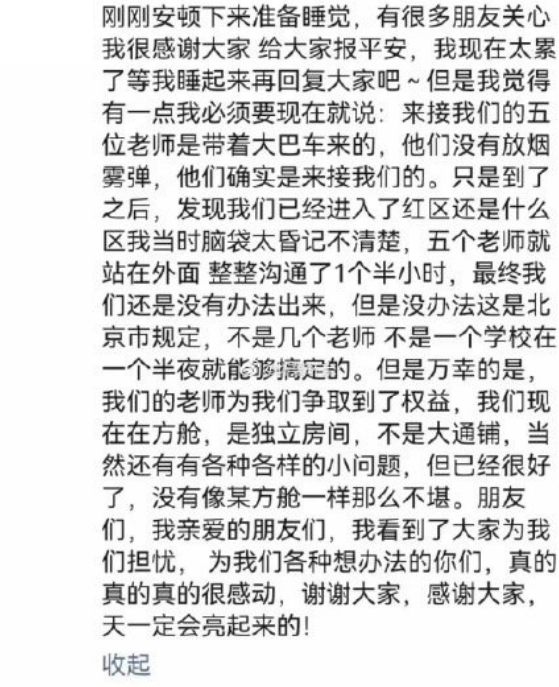 刚刚安顿下来准备睡觉，有很多朋友关心
我很感谢大家 给大家报平安，我现在太累
了等我睡起来再回复大家吧～但是我觉得
有一点我必须要现在就说：来接我们的五
位老师是带着大巴车来的，他们没有放烟
雾弹，他们确实是来接我们的。只是到了
之后，发现我们已经进入了红区还是什么
区我当时脑袋太昏记不清楚，五个老师就
站在外面 整整沟通了1个半小时，最终我
们还是没有办法出来，但是没办法这是北
京市规定，不是几个老师 不是一个学校在
一个半夜就能够搞定的。但是万幸的是，
我们的老师为我们争取到了权益，我们现
在在方舱，是独立房间，不是大通铺，当
然还有有各种各样的小问题，但已经很好
了，没有像某方舱一样那么不堪。朋友
们，我亲爱的朋友们，我看到了大家为我
们担忧， 为我们各种想办法的你们，真的
真的真的很感动，谢谢大家，感谢大家，
天一定会亮起来的！
收起